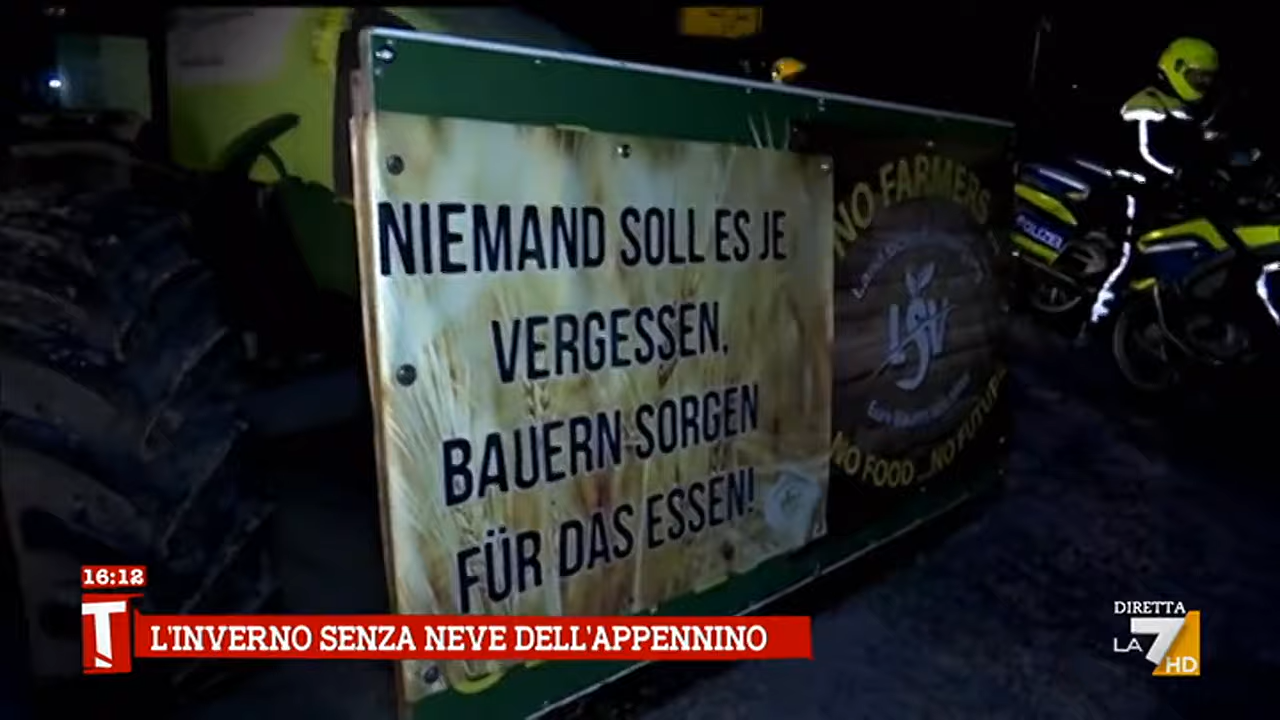 NIEMAND SOLL ES JE
VERGESSEN,
BAUERN SORGEN
FÜR DAS ESSEN!
NO FARMERS
LSV
NO FOOD ... NO FUTURE
POLIZEI
16:12
T
L'INVERNO SENZA NEVE DELL'APPENNINO
DIRETTA
LA7
HD